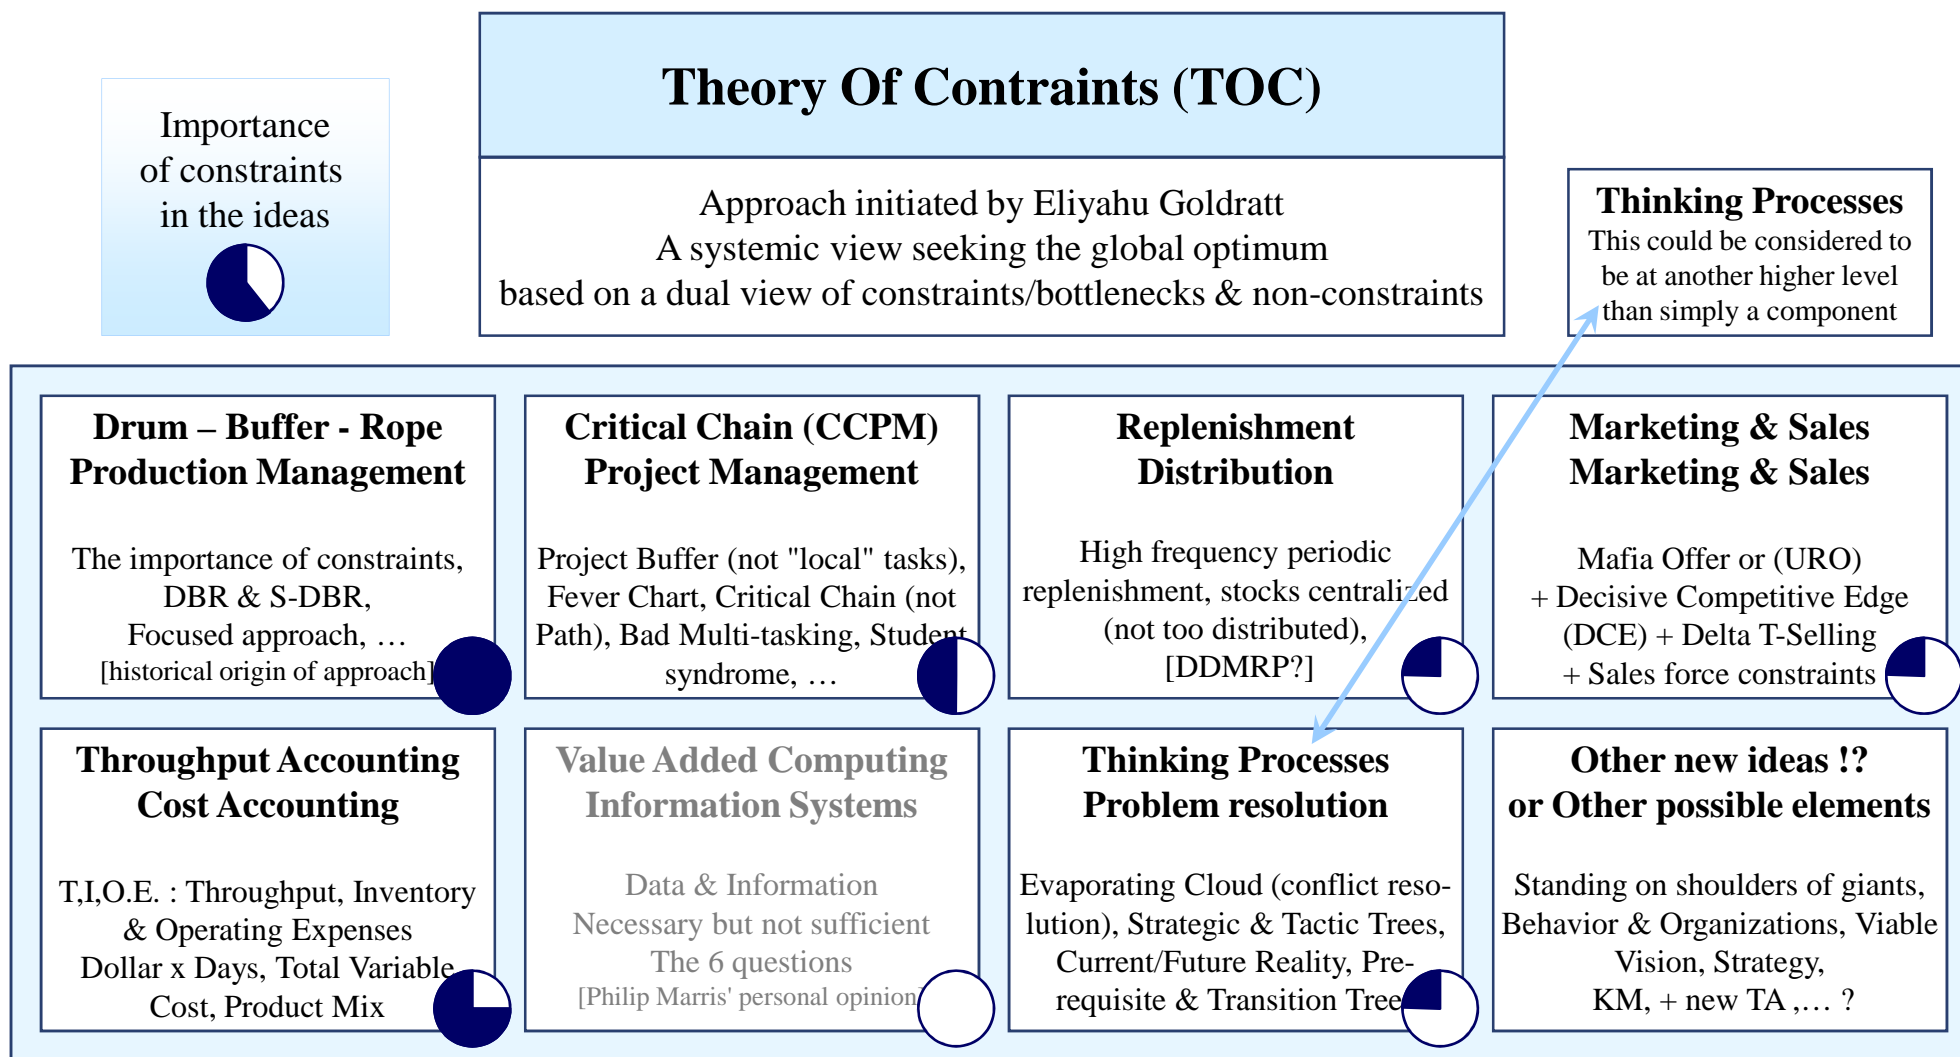 Theory Of Contraints (TOC)
Importance
of constraints
in the ideas
Approach initiated by Eliyahu Goldratt
A systemic view seeking the global optimum
based on a dual view of constraints/bottlenecks & non-constraints
Thinking Processes
This could be considered to
be at another higher level
than simply a component
Drum – Buffer - Rope
Production Management
The importance of constraints,
DBR & S-DBR,
Focused approach, …
[historical origin of approach]
Critical Chain (CCPM)
Project Management
Project Buffer (not "local" tasks),
Fever Chart, Critical Chain (not
Path), Bad Multi-tasking, Student
syndrome, …
Replenishment
Distribution
High frequency periodic
replenishment, stocks centralized
(not too distributed),
[DDMRP?]
Marketing & Sales
Marketing & Sales
Mafia Offer or (URO)
+ Decisive Competitive Edge
(DCE) + Delta T-Selling
+ Sales force constraints
Throughput Accounting
Cost Accounting
T,I,O.E. : Throughput, Inventory
& Operating Expenses
Dollar x Days, Total Variable
Cost, Product Mix
Value Added Computing
Information Systems
Data & Information
Necessary but not sufficient
The 6 questions
[Philip Marris' personal opinion]
Thinking Processes
Problem resolution
Evaporating Cloud (conflict reso-
lution), Strategic & Tactic Trees,
Current/Future Reality, Pre-
requisite & Transition Tree
Other new ideas !?
or Other possible elements
Standing on shoulders of giants,
Behavior & Organizations, Viable
Vision, Strategy,
KM, + new TA ,… ?